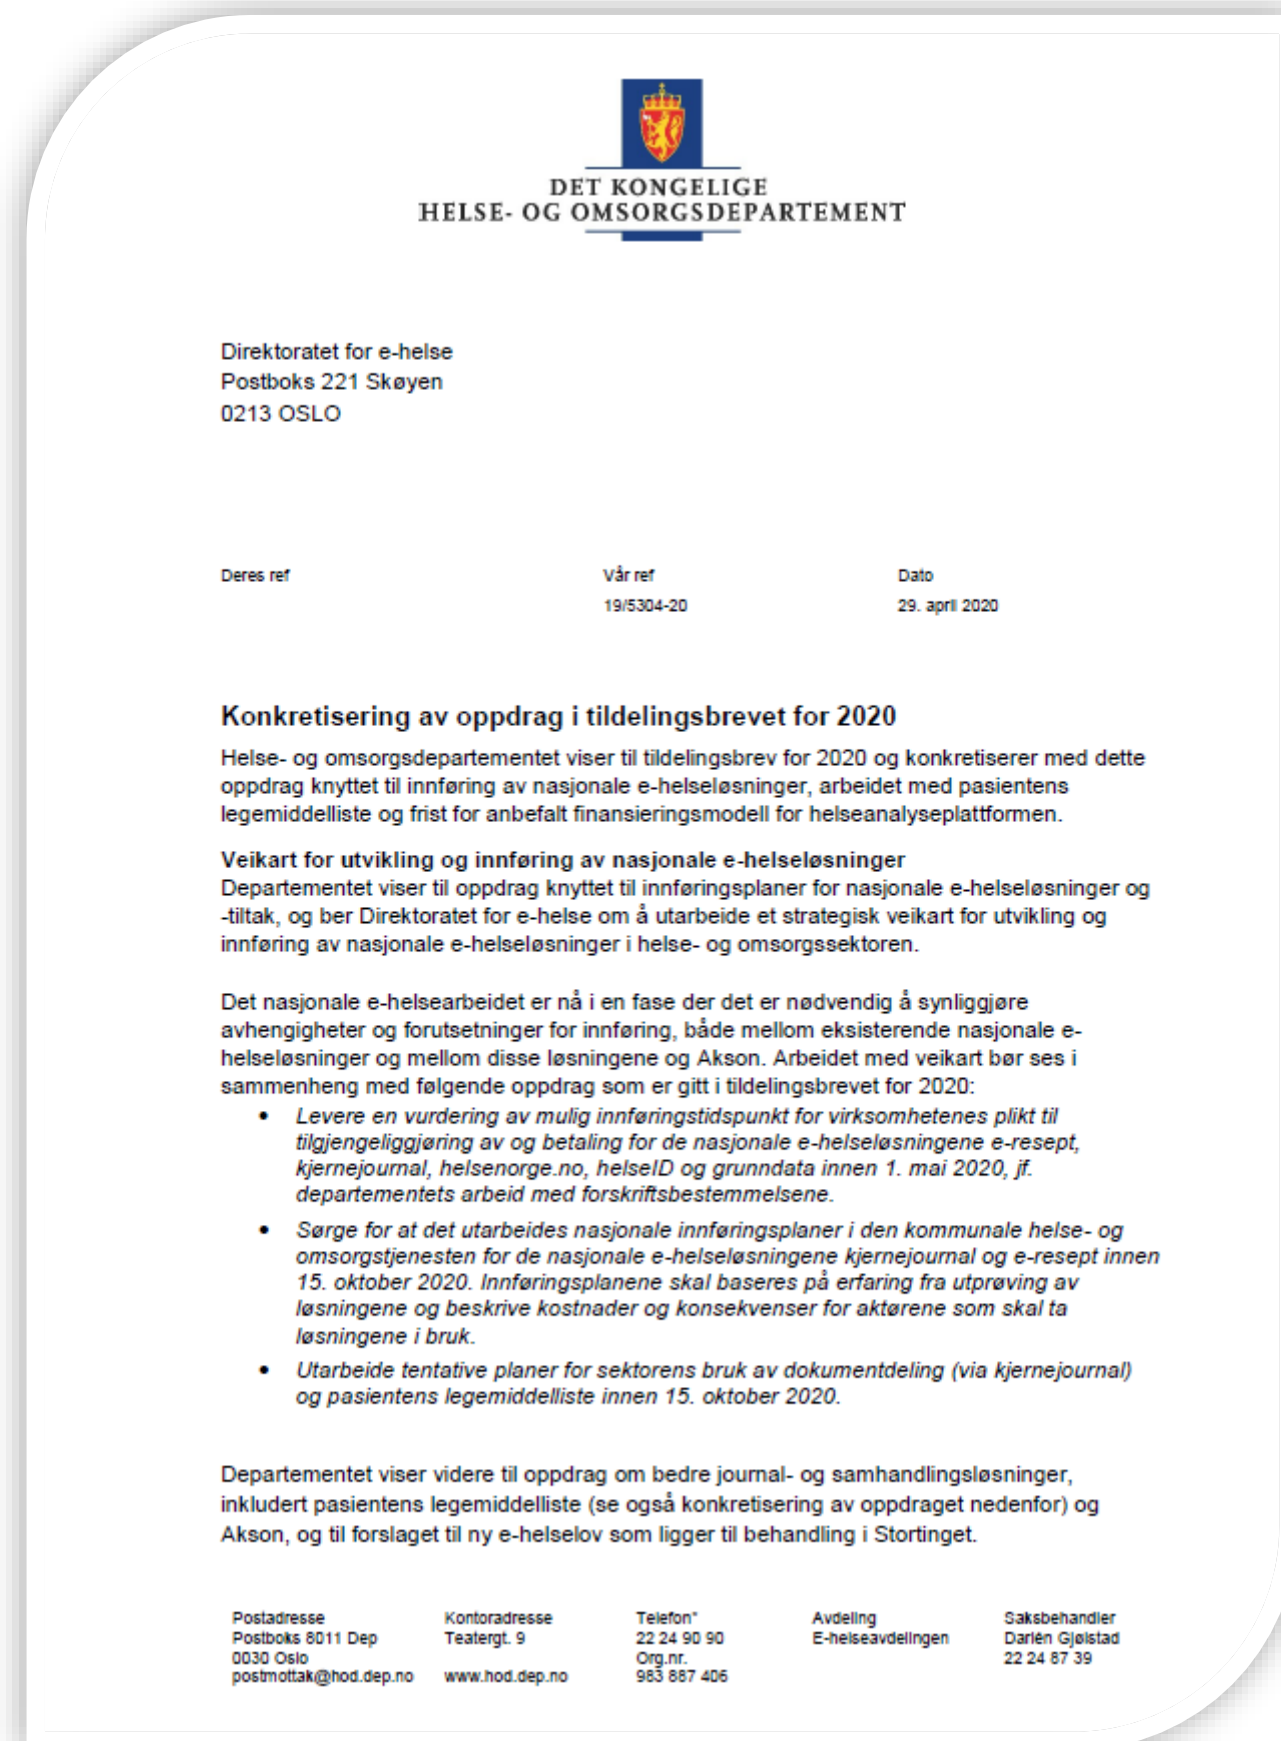 DET KONGELIGE
HELSE- OG OMSORGSDEPARTEMENT
Direktoratet for e-helse
Postboks 221 Skøyen
0213 OSLO
Deres ref
Vår ref
19/5304-20
Dato
29. april 2020
Konkretisering av oppdrag i tildelingsbrevet for 2020
Helse- og omsorgsdepartementet viser til tildelingsbrev for 2020 og konkretiserer med dette
oppdrag knyttet til innføring av nasjonale e-helseløsninger, arbeidet med pasientens
legemiddelliste og frist for anbefalt finansieringsmodell for helseanalyseplattformen.
Veikart for utvikling og innføring av nasjonale e-helseløsninger
Departementet viser til oppdrag knyttet til innføringsplaner for nasjonale e-helseløsninger og
-tiltak, og ber Direktoratet for e-helse om å utarbeide et strategisk veikart for utvikling og
innføring av nasjonale e-helseløsninger i helse- og omsorgssektoren.
Det nasjonale e-helsearbeidet er nå i en fase der det er nødvendig å synliggjøre
avhengigheter og forutsetninger for innføring, både mellom eksisterende nasjonale e-
helseløsninger og mellom disse løsningene og Akson. Arbeidet med veikart bør ses i
sammenheng med følgende oppdrag som er gitt i tildelingsbrevet for 2020:
• Levere en vurdering av mulig innføringstidspunkt for virksomhetenes plikt til
tilgjengeliggjøring av og betaling for de nasjonale e-helseløsningene e-resept,
kjernejournal, helsenorge.no, helseID og grunndata innen 1. mai 2020, jf.
departementets arbeid med forskriftsbestemmelsene.
• Sørge for at det utarbeides nasjonale innføringsplaner i den kommunale helse- og
omsorgstjenesten for de nasjonale e-helseløsningene kjernejournal og e-resept innen
15. oktober 2020. Innføringsplanene skal baseres på erfaring fra utprøving av
løsningene og beskrive kostnader og konsekvenser for aktørene som skal ta
løsningene i bruk.
• Utarbeide tentative planer for sektorens bruk av dokumentdeling (via kjernejournal)
og pasientens legemiddelliste innen 15. oktober 2020.
Departementet viser videre til oppdrag om bedre journal- og samhandlingsløsninger,
inkludert pasientens legemiddelliste (se også konkretisering av oppdraget nedenfor) og
Akson, og til forslaget til ny e-helselov som ligger til behandling i Stortinget.
Postadresse
Postboks 8011 Dep
0030 Oslo
postmottak@hod.dep.no
Kontoradresse
Teatergt. 9
www.hod.dep.no
Telefon*
22 24 90 90
Org.nr.
983 887 406
Avdeling
E-helseavdelingen
Saksbehandler
Darlén Gjølstad
22 24 87 39